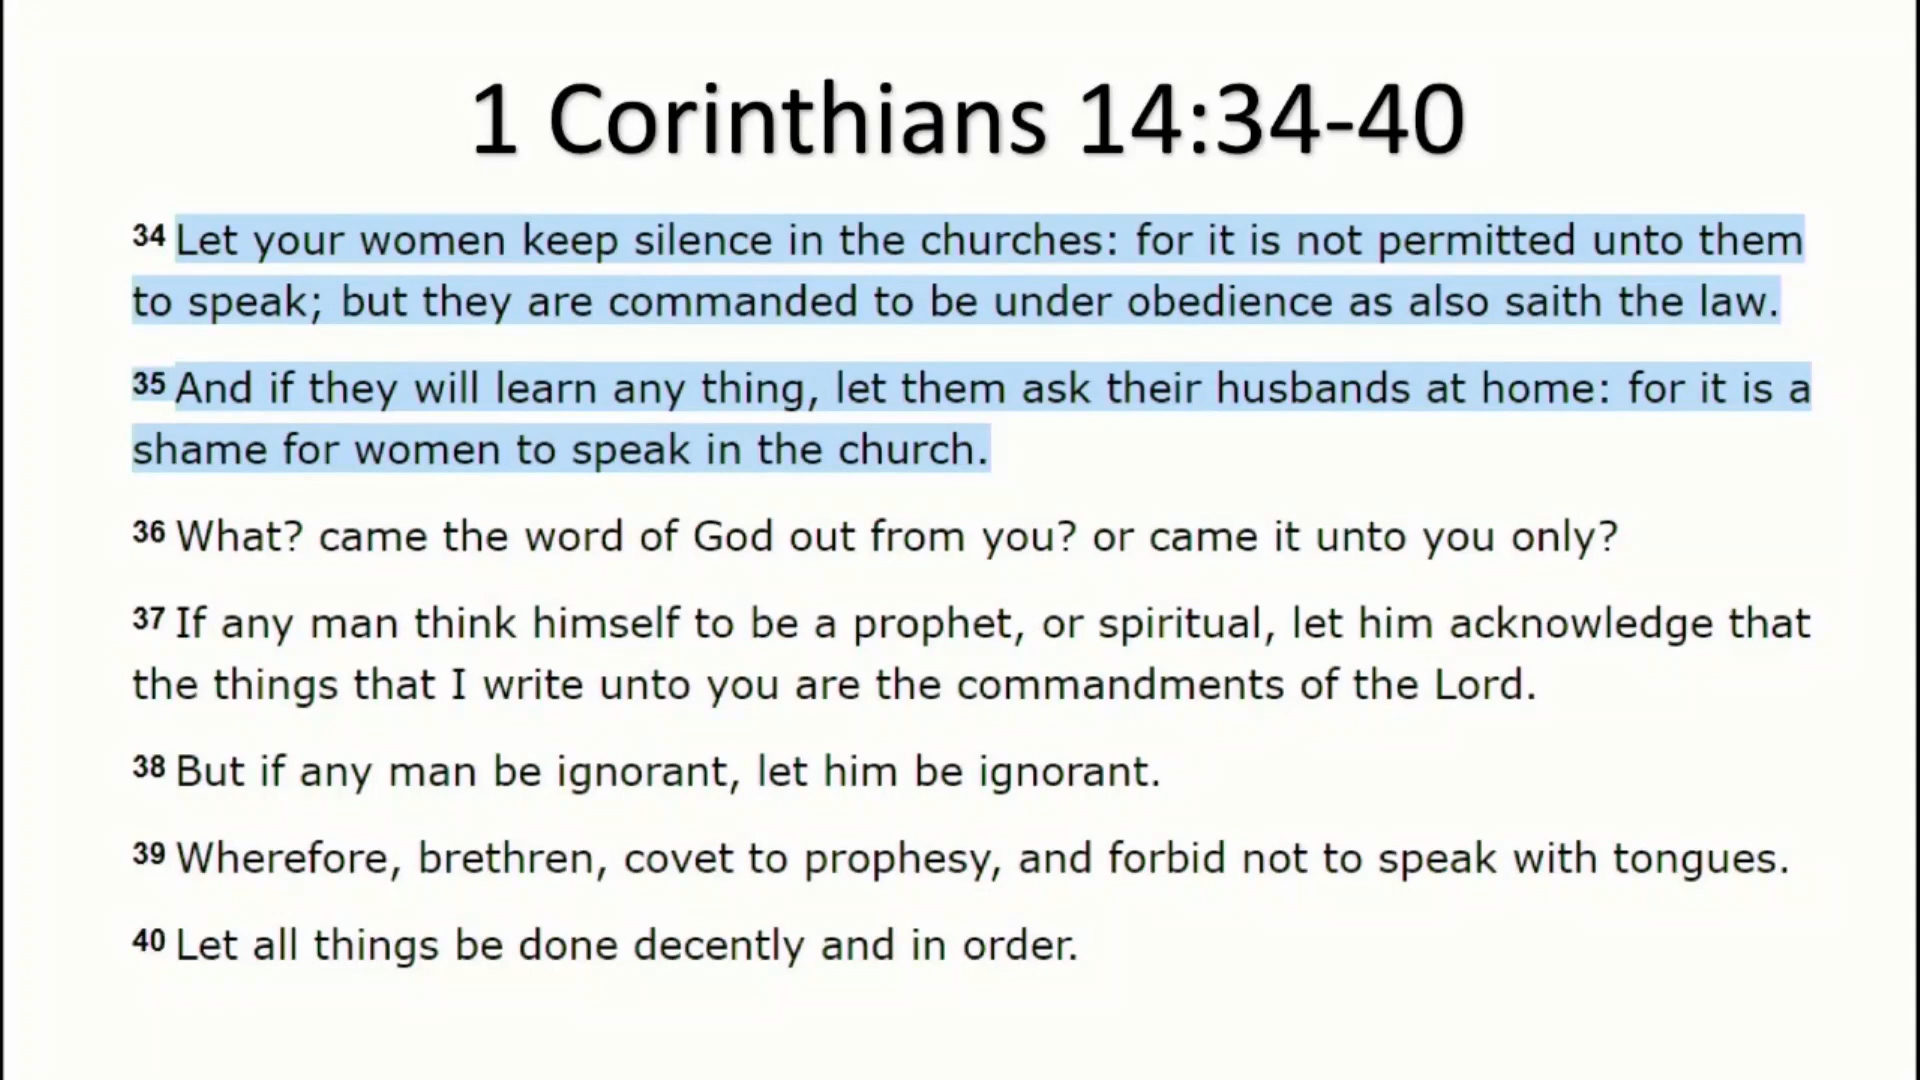 1 Corinthians 14:34-40
34 Let your women keep silence in the churches: for it is not permitted unto them
to speak; but they are commanded to be under obedience as also saith the law.
35 And if they will learn any thing, let them ask their husbands at home: for it is a
shame for women to speak in the church.
36 What? came the word of God out from you? or came it unto you only?
37 If any man think himself to be a prophet, or spiritual, let him acknowledge that
the things that I write unto you are the commandments of the Lord.
38 But if any man be ignorant, let him be ignorant.
39 Wherefore, brethren, covet to prophesy, and forbid not to speak with tongues.
40 Let all things be done decently and in order.